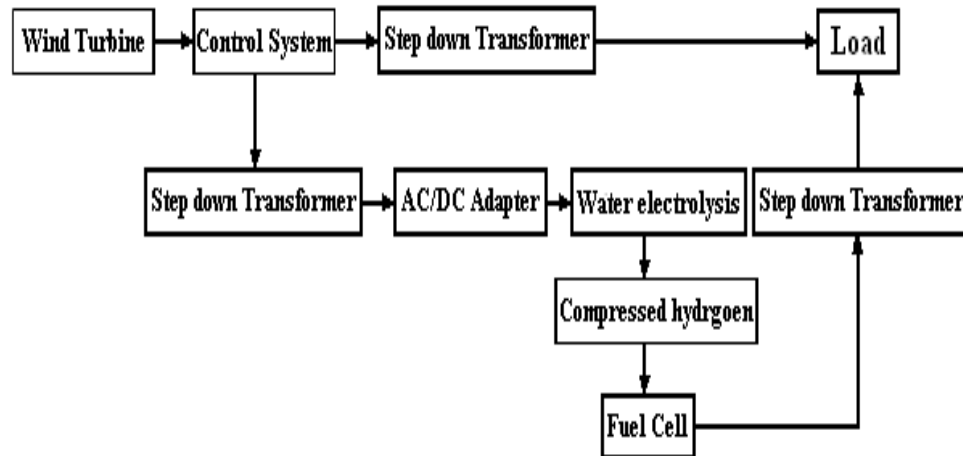 Wind Turbine
Control System
Step down Transformer
Load
Step down Transformer
AC/DC Adapter
Water electrolysis
Step down Transformer
Compressed hydrgoen
Fuel Cell